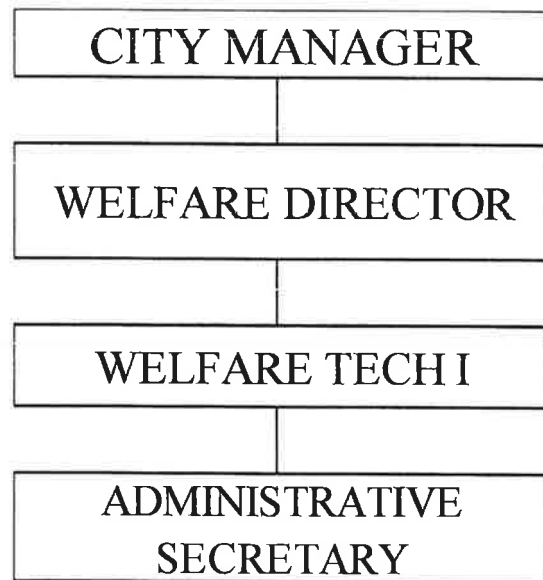 CITY MANAGER
WELFARE DIRECTOR
WELFARE TECH I
ADMINISTRATIVE
SECRETARY